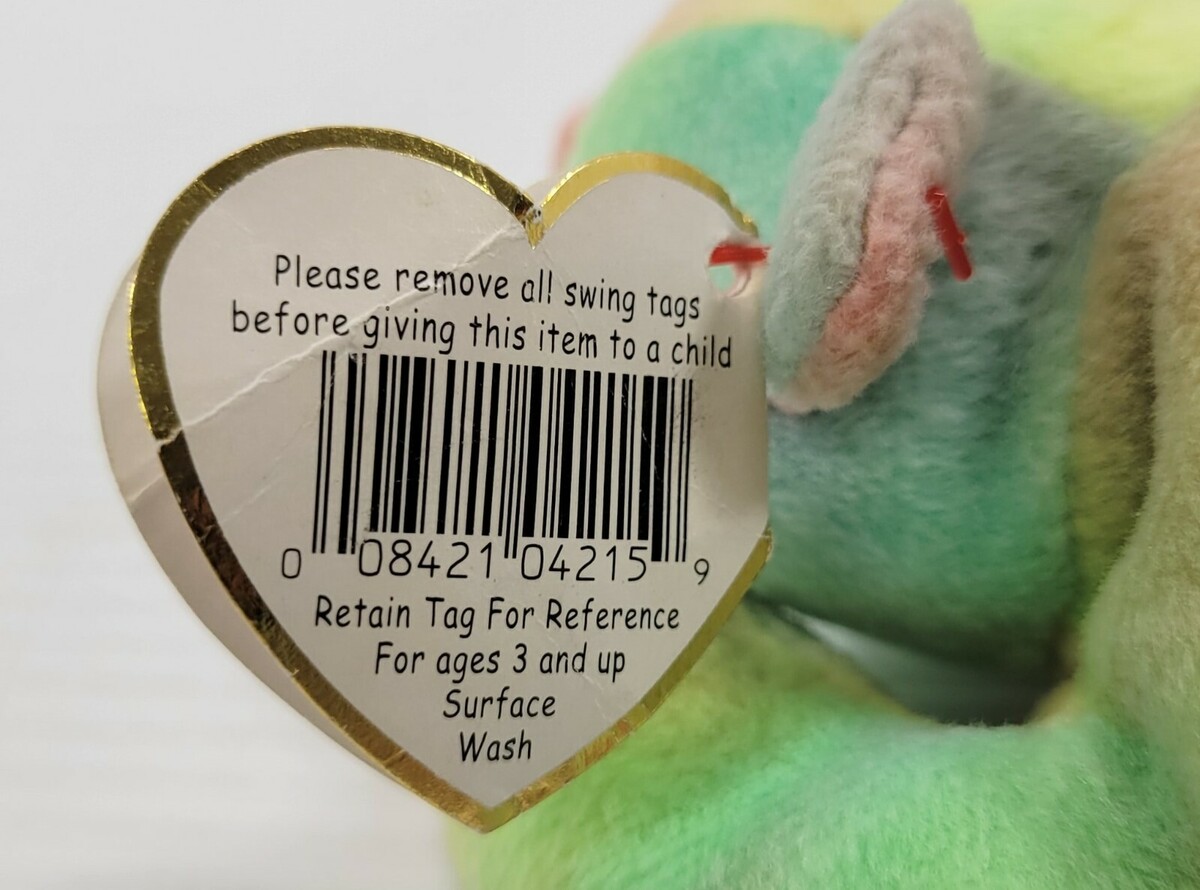 Please remove all swing tags
before giving this item to a child
0 08421 04215 9
Retain Tag For Reference
For ages 3 and up
Surface
Wash